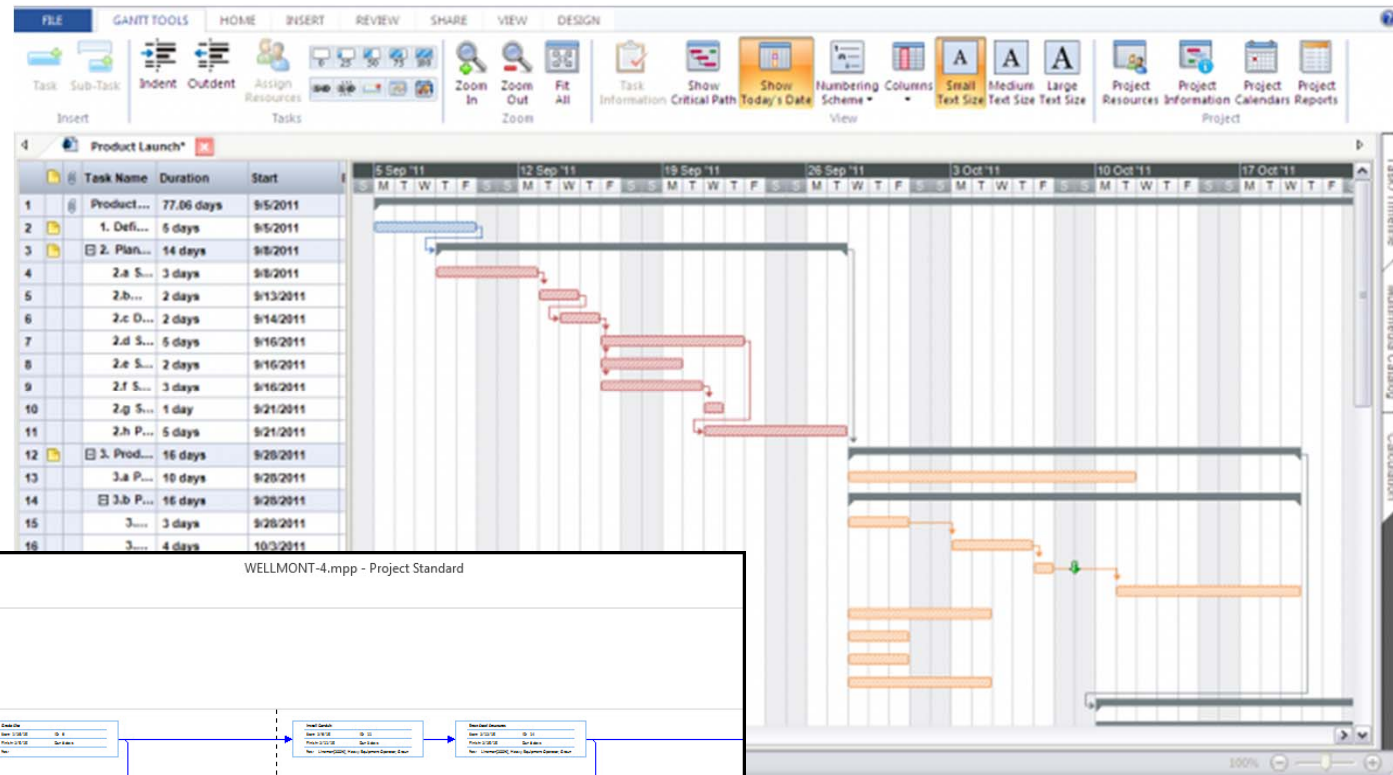 FILE GANTT TOOLS HOME INSERT REVIEW SHARE VIEW DESIGN
0 25 50 75 100
Task Sub-Task Indent Outdent Assign Resources Zoom In Zoom Out Fit All Task Information Show Critical Path Show Today's Date Numbering Scheme Columns Small Text Size Medium Text Size Large Text Size Project Resources Project Information Project Calendars Project Reports
Insert Tasks Zoom View Project
Product Launch*
Task Name Duration Start
5 Sep '11 12 Sep '11 19 Sep '11 26 Sep '11 3 Oct '11 10 Oct '11 17 Oct '11
S M T W T F S S M T W T F S S M T W T F S S M T W T F S S M T W T F S S M T W T F S S M T W T F S
1 Product... 77.06 days 9/5/2011
2 1. Defi... 5 days 9/5/2011
3 2. Plan... 14 days 9/8/2011
4 2.a S... 3 days 9/8/2011
5 2.b... 2 days 9/13/2011
6 2.c D... 2 days 9/14/2011
7 2.d S... 5 days 9/16/2011
8 2.e S... 2 days 9/16/2011
9 2.f S... 3 days 9/16/2011
10 2.g S... 1 day 9/21/2011
11 2.h P... 5 days 9/21/2011
12 3. Prod... 16 days 9/28/2011
13 3.a P... 10 days 9/28/2011
14 3.b P... 16 days 9/28/2011
15 3.... 3 days 9/28/2011
16 3.... 4 days 10/3/2011
WELLMONT-4.mpp - Project Standard
100%